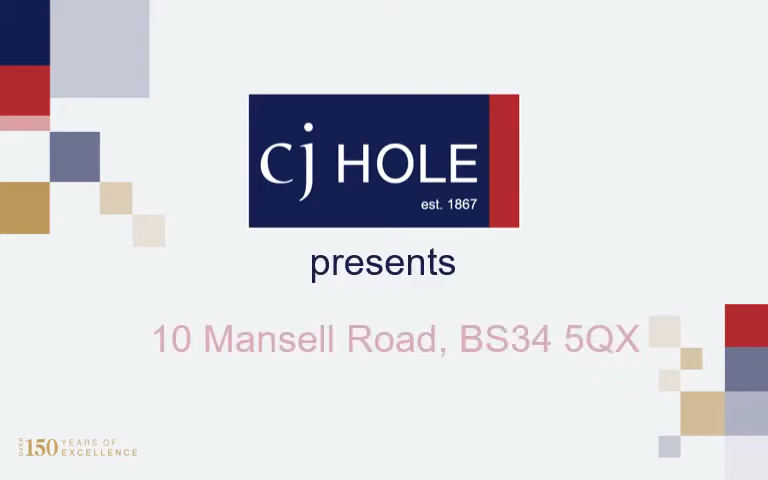 cj HOLE
est. 1867
presents
10 Mansell Road, BS34 5QX
OVER 150 YEARS OF
EXCELLENCE